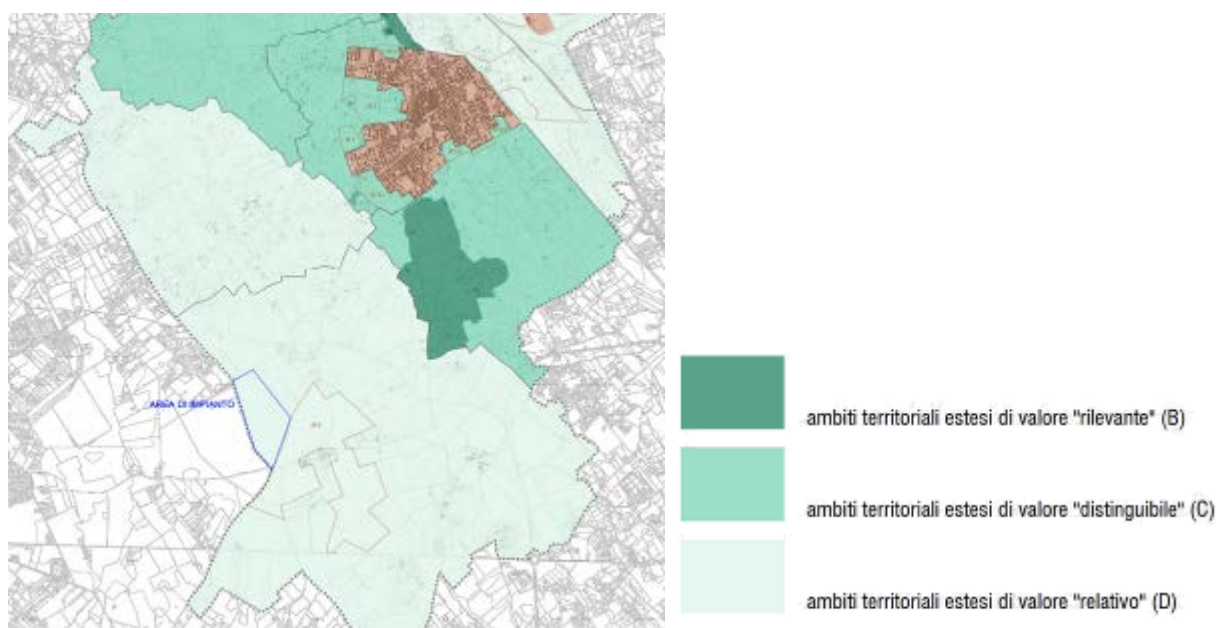 AREA DI IMPIANTO
ambiti territoriali estesi di valore "rilevante" (B)
ambiti territoriali estesi di valore "distinguibile" (C)
ambiti territoriali estesi di valore "relativo" (D)